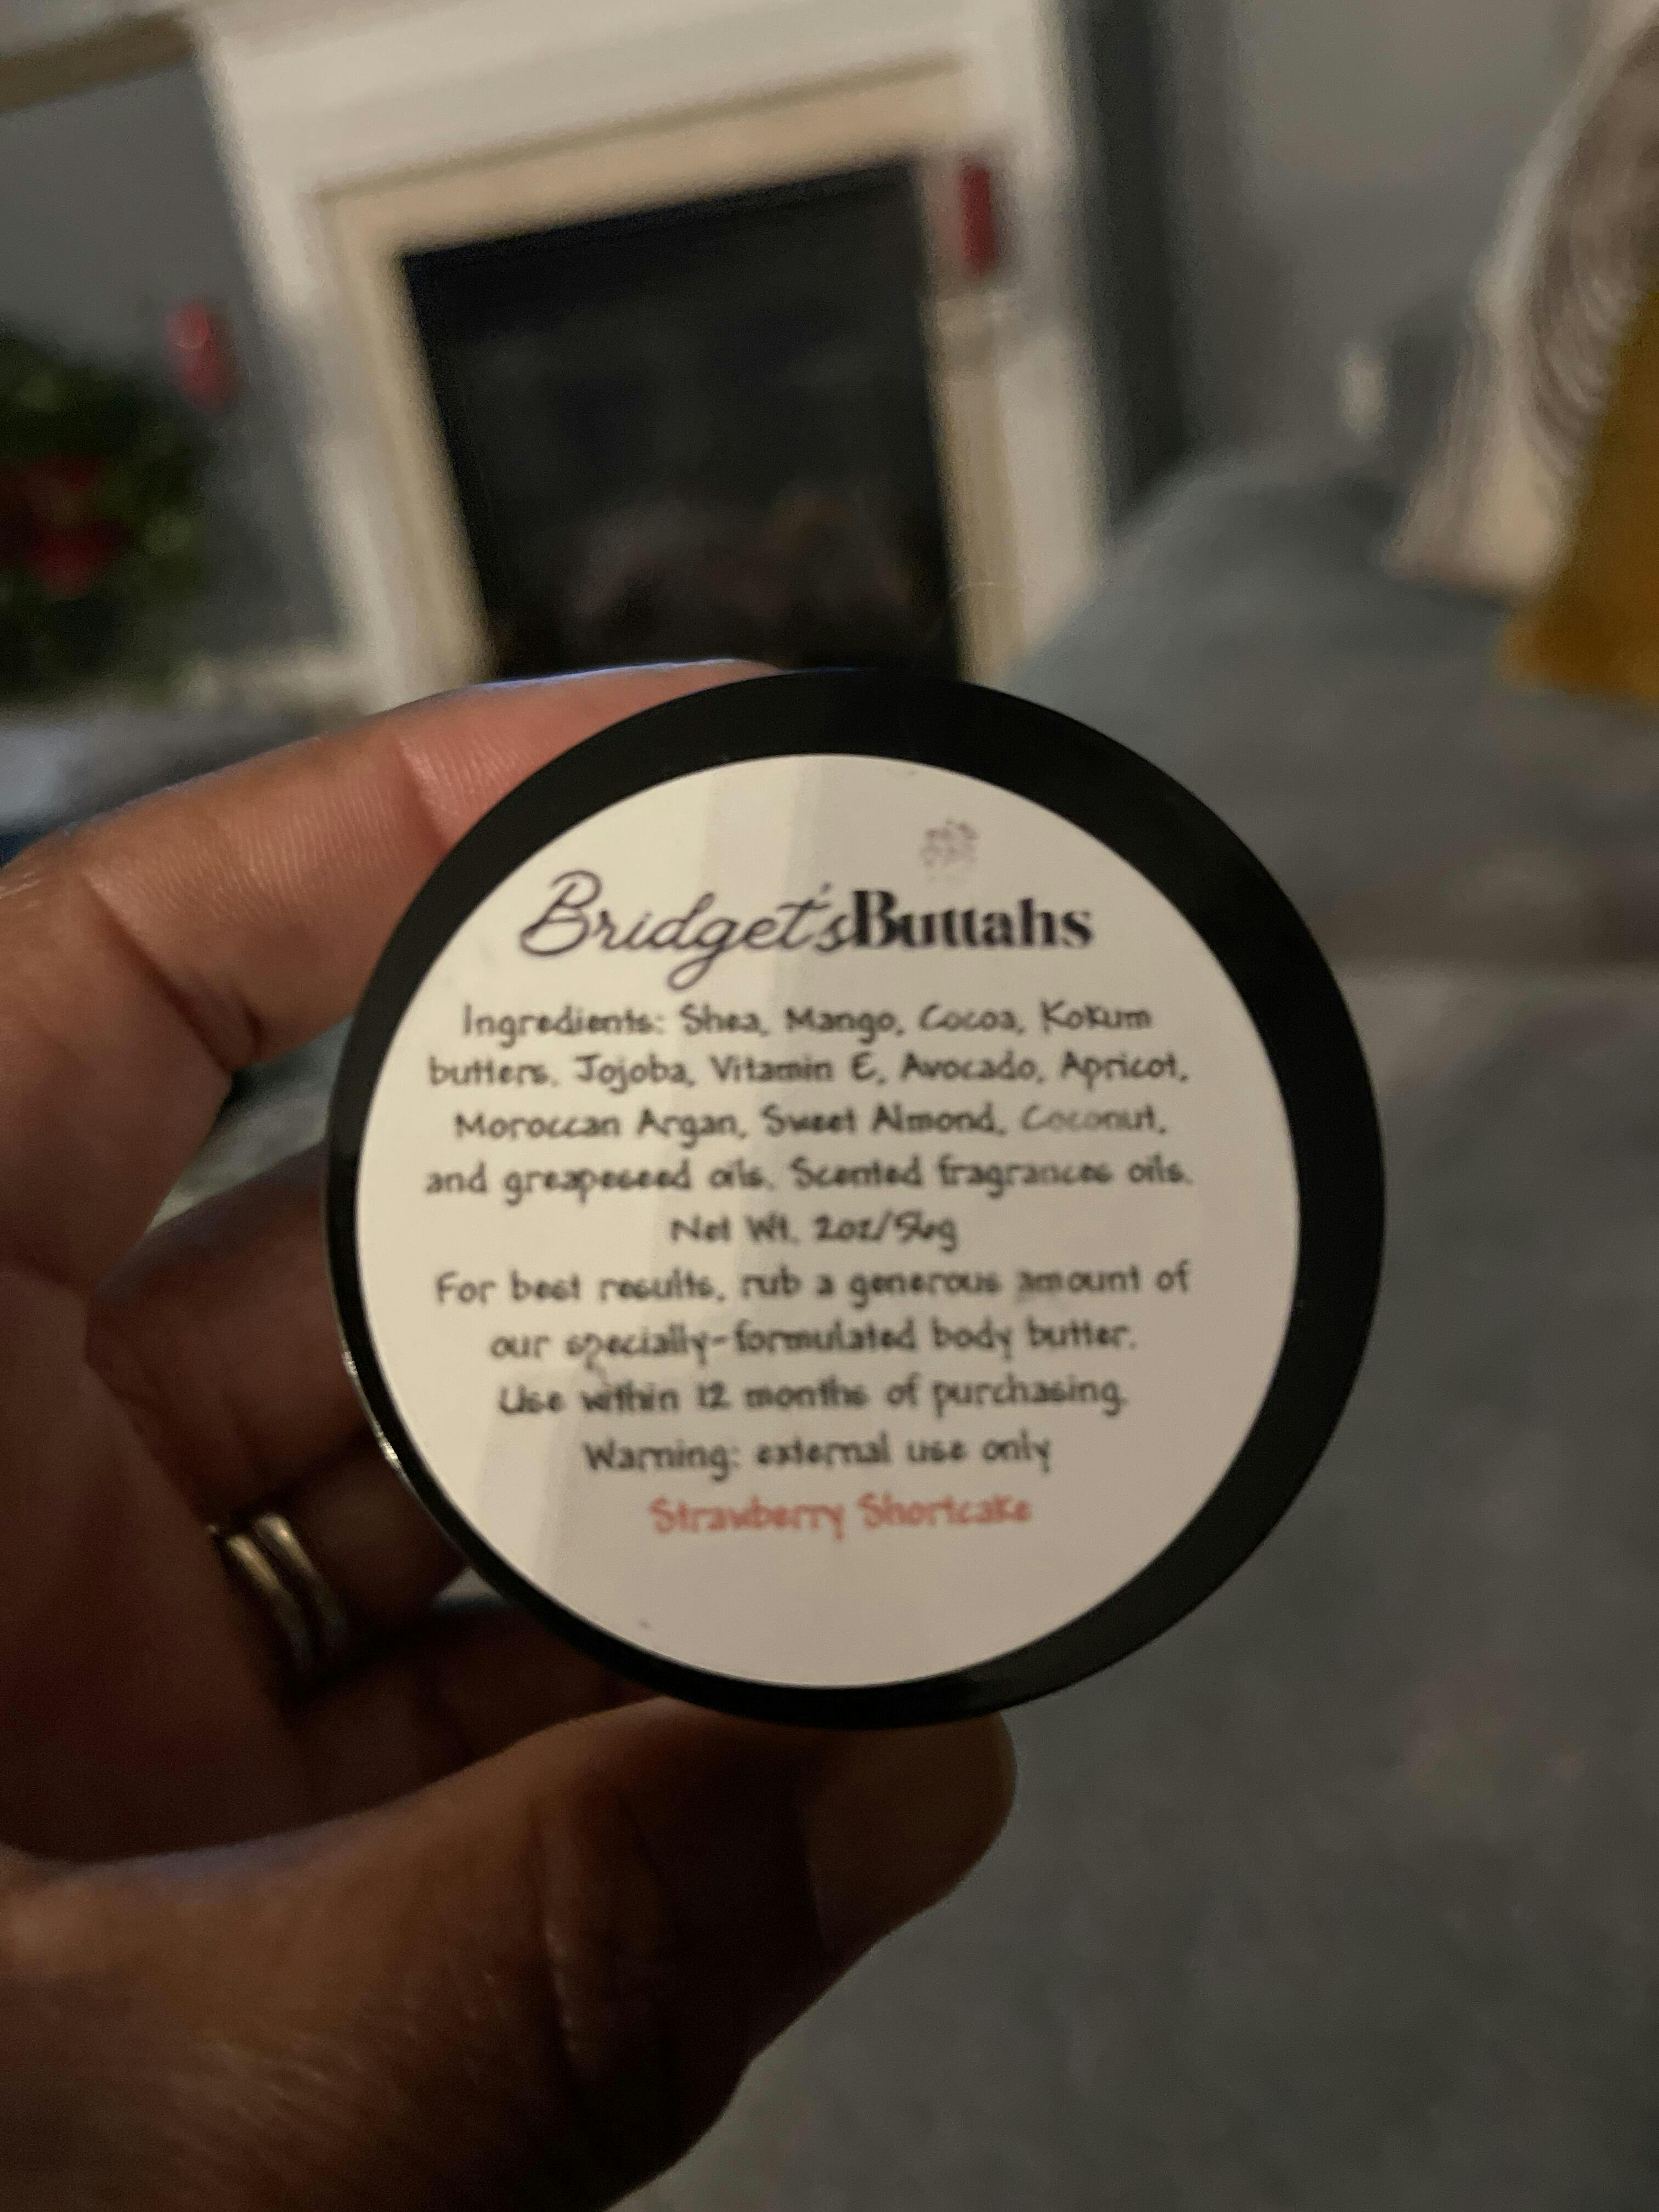 Bridget'sButtahs
Ingredients: Shea, Mango, Cocoa, Kokum
butters, Jojoba, Vitamin E, Avocado, Apricot,
Moroccan Argan, Sweet Almond, Coconut,
and greapeseed oils. Scented fragrances oils.
Net Wt. 2oz/56g
For best results, rub a generous amount of
our specially-formulated body butter.
Use within 12 months of purchasing.
Warning: external use only
Strawberry Shortcake